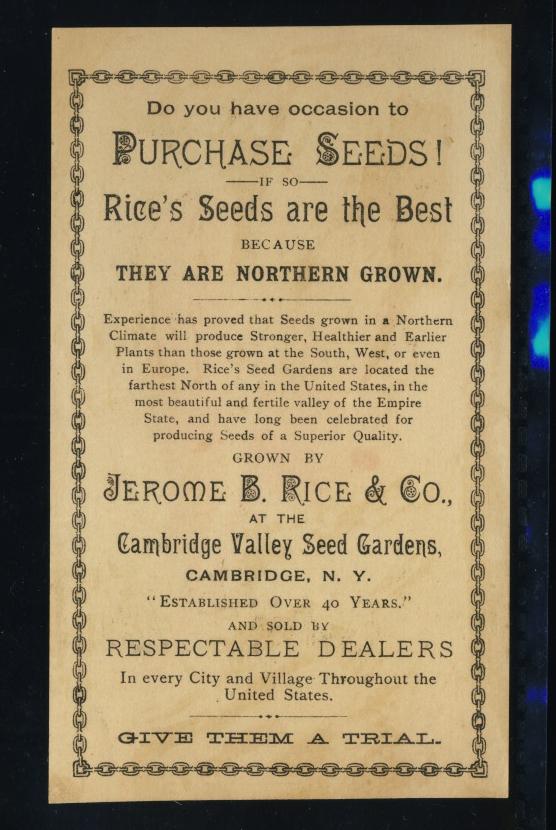 Do you have occasion to
PURCHASE SEEDS!
IF SO
Rice's Seeds are the Best
BECAUSE
THEY ARE NORTHERN GROWN.
Experience has proved that Seeds grown in a Northern
Climate will produce Stronger, Healthier and Earlier
Plants than those grown at the South, West, or even
in Europe. Rice's Seed Gardens are located the
farthest North of any in the United States, in the
most beautiful and fertile valley of the Empire
State, and have long been celebrated for
producing Seeds of a Superior Quality.
GROWN BY
JEROME B. RICE & CO.,
AT THE
Cambridge Valley Seed Gardens,
CAMBRIDGE, N. Y.
"ESTABLISHED OVER 40 YEARS."
AND SOLD BY
RESPECTABLE DEALERS
In every City and Village Throughout the
United States.
GIVE THEM A TRIAL.